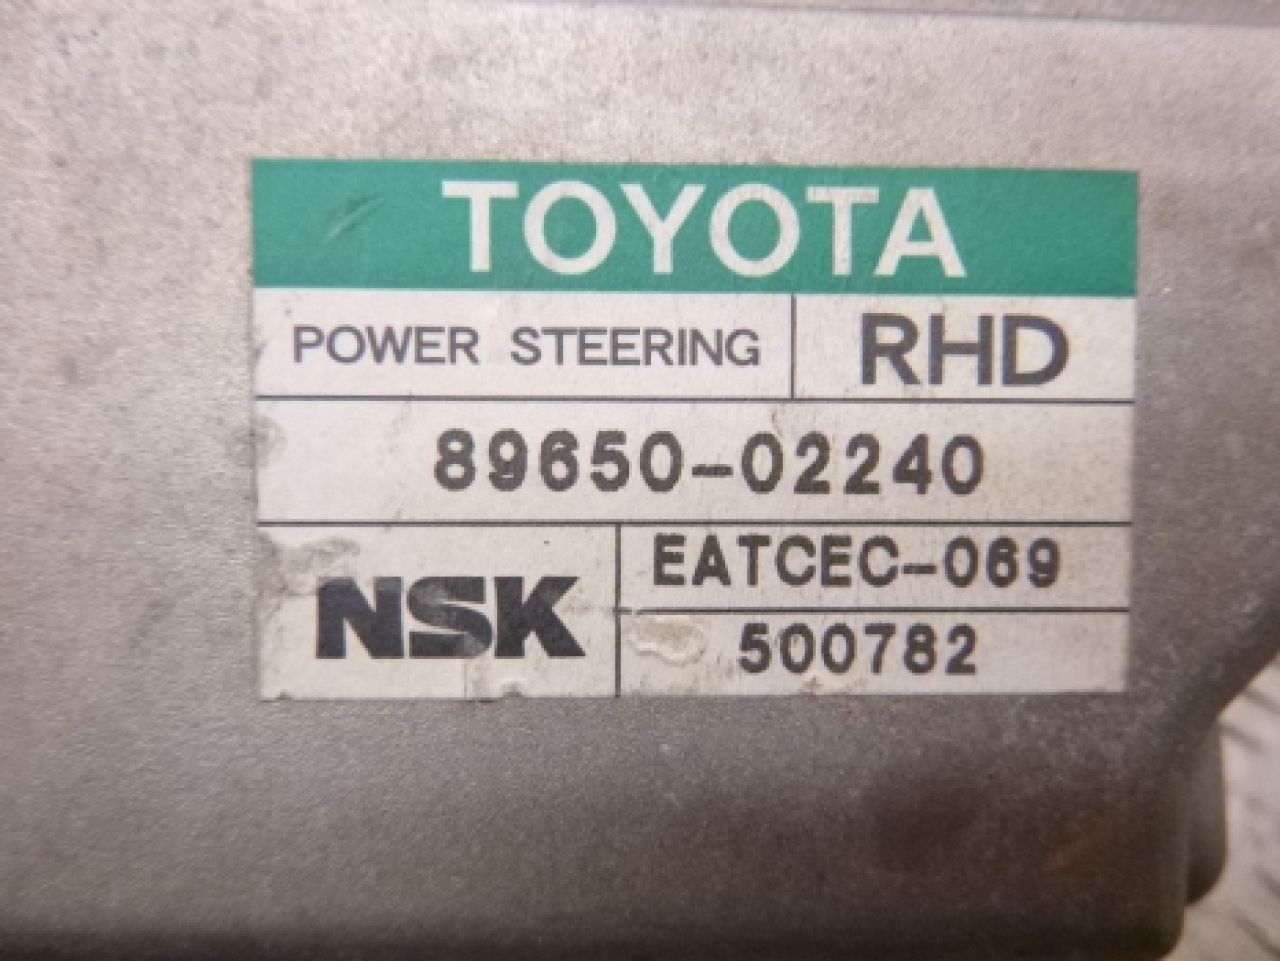 TOYOTA
POWER STEERING RHD
89650-02240
NSK EATCEC-069
500782